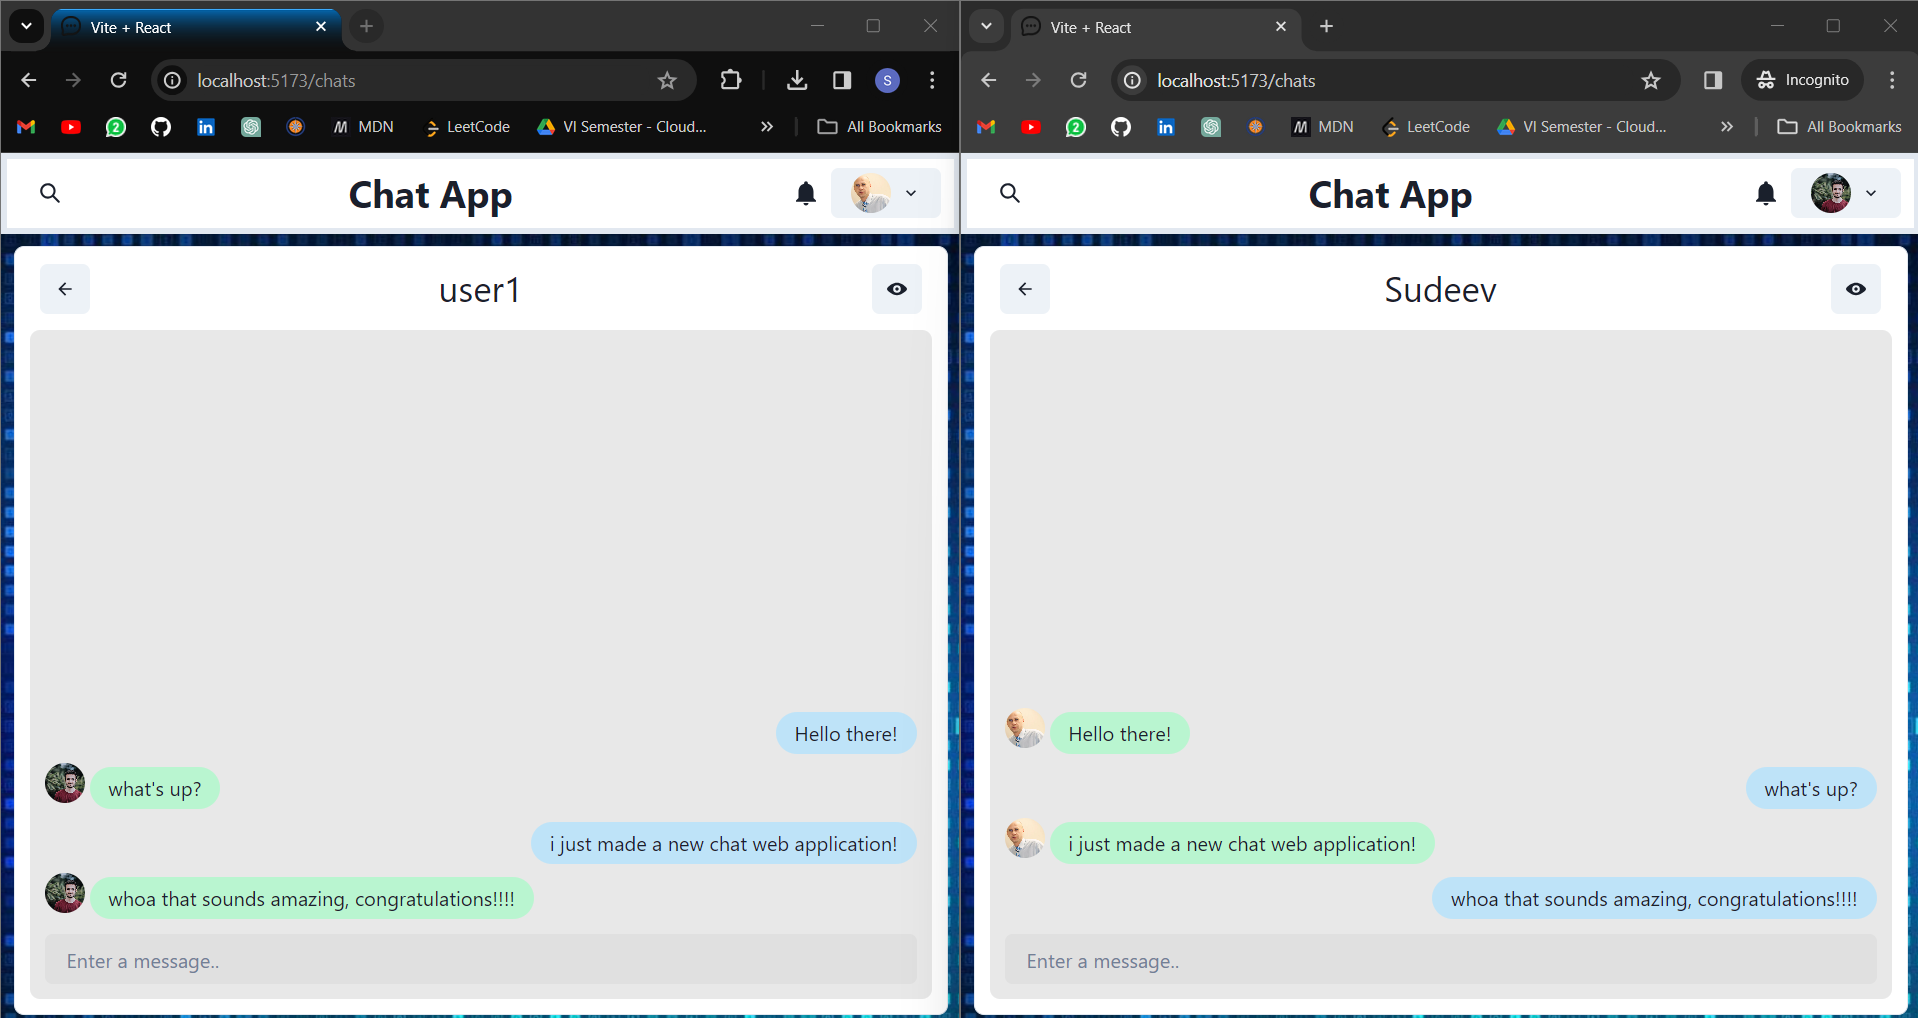 Vite + React
localhost:5173/chats
S
2
MDN
LeetCode
VI Semester - Cloud...
All Bookmarks
Chat App
user1
Hello there!
what's up?
i just made a new chat web application!
whoa that sounds amazing, congratulations!!!!
Enter a message..
Vite + React
localhost:5173/chats
Incognito
2
MDN
LeetCode
VI Semester - Cloud...
All Bookmarks
Chat App
Sudeev
Hello there!
what's up?
i just made a new chat web application!
whoa that sounds amazing, congratulations!!!!
Enter a message..